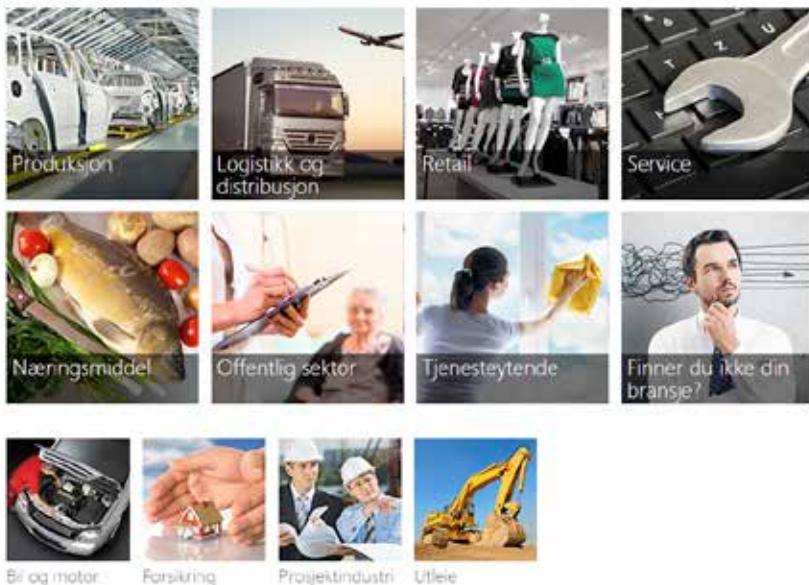 Produksjon
Logistikk og
distribusjon
Retail
Service
Næringsmiddel
Offentlig sektor
Tjenesteytende
Finner du ikke din
bransje?
Bil og motor
Forsikring
Prosjektindustri
Utleie